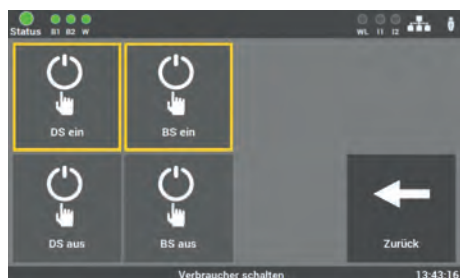 Status B1 B2 W WL I1 I2
DS ein BS ein
DS aus BS aus Zurück
Verbraucher schalten 13:43:16